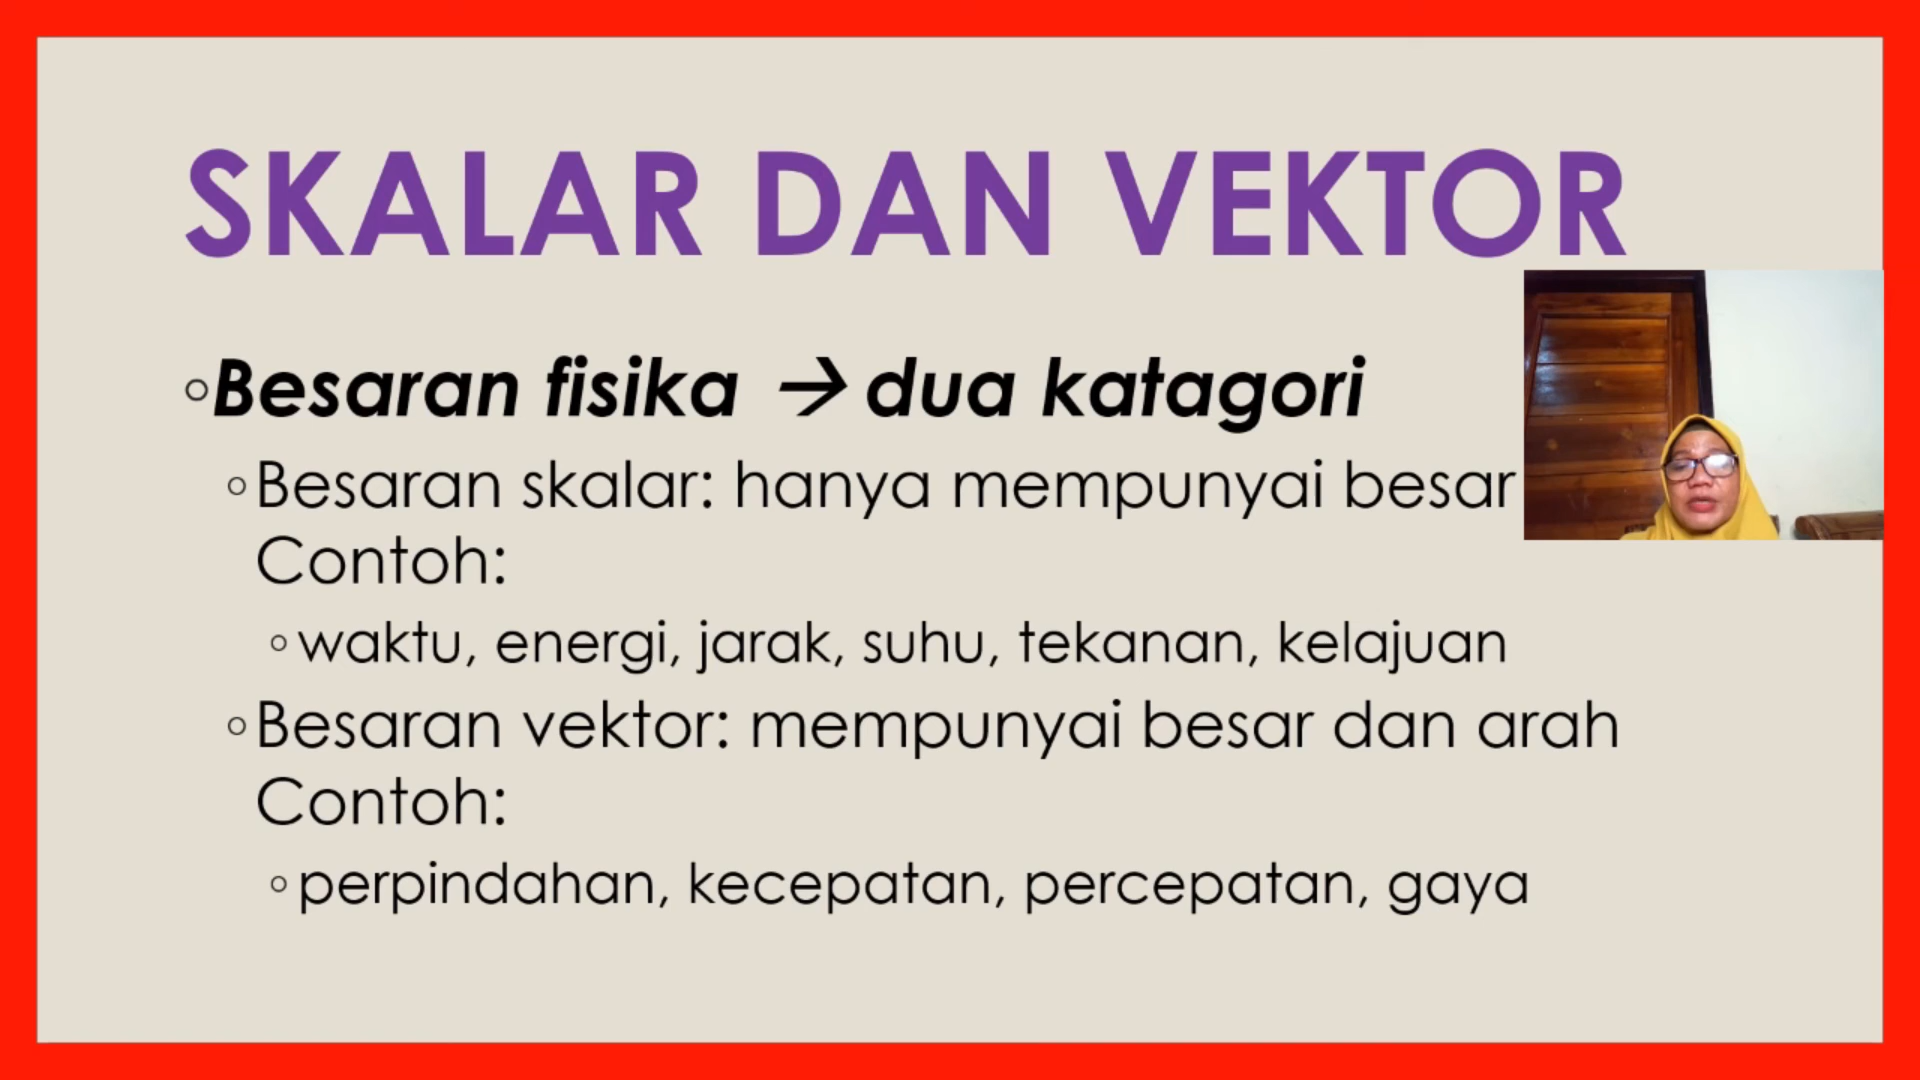 SKALAR DAN VEKTOR
◦Besaran fisika → dua katagori
◦Besaran skalar: hanya mempunyai besar
Contoh:
◦waktu, energi, jarak, suhu, tekanan, kelajuan
◦Besaran vektor: mempunyai besar dan arah
Contoh:
◦perpindahan, kecepatan, percepatan, gaya